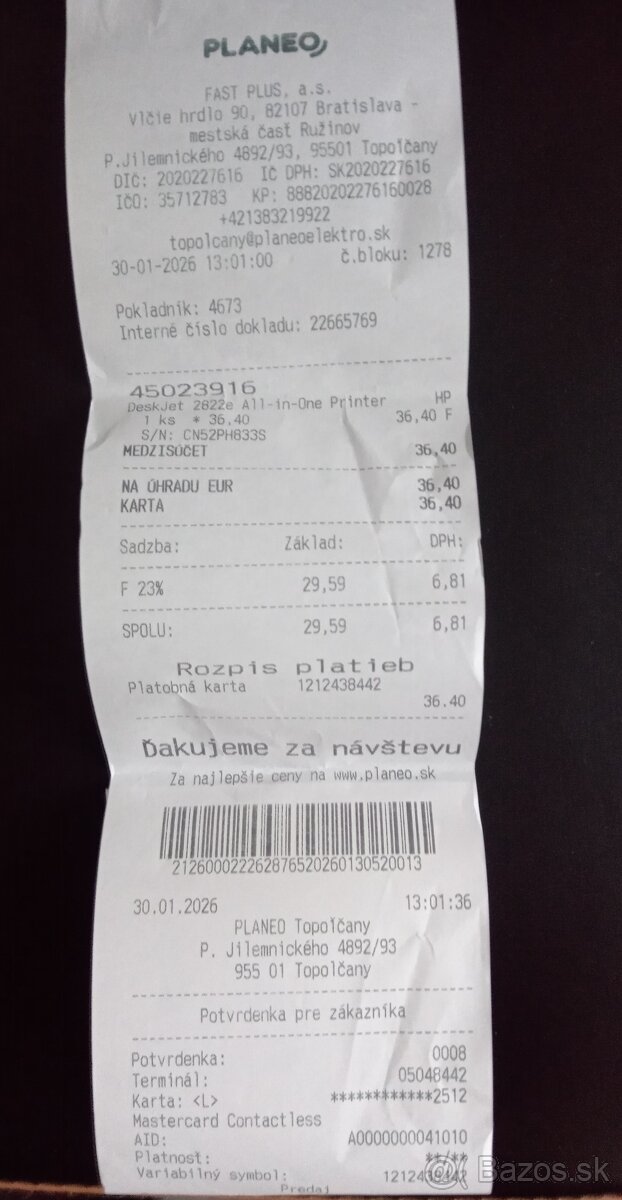 PLANEO
FAST PLUS, a.s.
Vlčie hrdlo 90, 82107 Bratislava -
mestská časť Ružinov
P.Jilemnického 4892/93, 95501 Topoľčany
DIČ: 2020227616 IČ DPH: SK2020227616
IČO: 35712783 KP: 88820202276160028
+421383219922
topolcany@planeoelektro.sk
30-01-2026 13:01:00 č.bloku: 1278
Pokladník: 4673
Interné číslo dokladu: 22665769
45023916
DeskJet 2822e All-in-One Printer HP
1 ks * 36,40 36,40 F
S/N: CN52PH833S
MEDZISÚČET 36,40
NA ÚHRADU EUR 36,40
KARTA 36,40
Sadzba: Základ: DPH:
F 23% 29,59 6,81
SPOLU: 29,59 6,81
Rozpis platieb
Platobná karta 1212438442
36.40
Ďakujeme za návštevu
Za najlepšie ceny na www.planeo.sk
212600022262876520260130520013
30.01.2026 13:01:36
PLANEO Topoľčany
P. Jilemnického 4892/93
955 01 Topolčany
Potvrdenka pre zákazníka
Potvrdenka: 0008
Terminál: 05048442
Karta: <L> ************2512
Mastercard Contactless
AID: A0000000041010
Platnosť: **/**
Variabilný symbol: 1212438442
Predaj
Bazos.sk